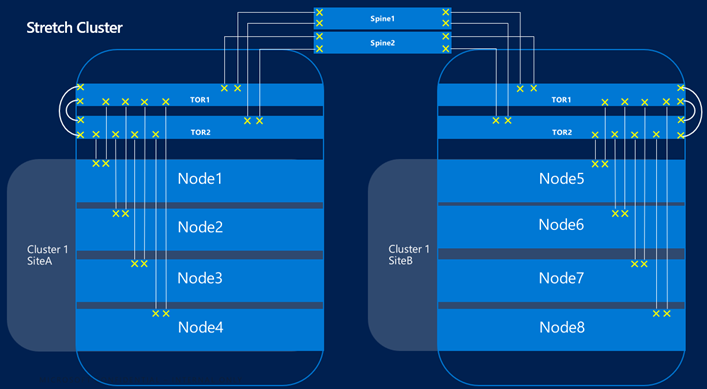 Stretch Cluster
Spine1
Spine2
TOR1
TOR2
Node1
Node2
Node3
Node4
Cluster 1
SiteA
TOR1
TOR2
Node5
Node6
Node7
Node8
Cluster 1
SiteB